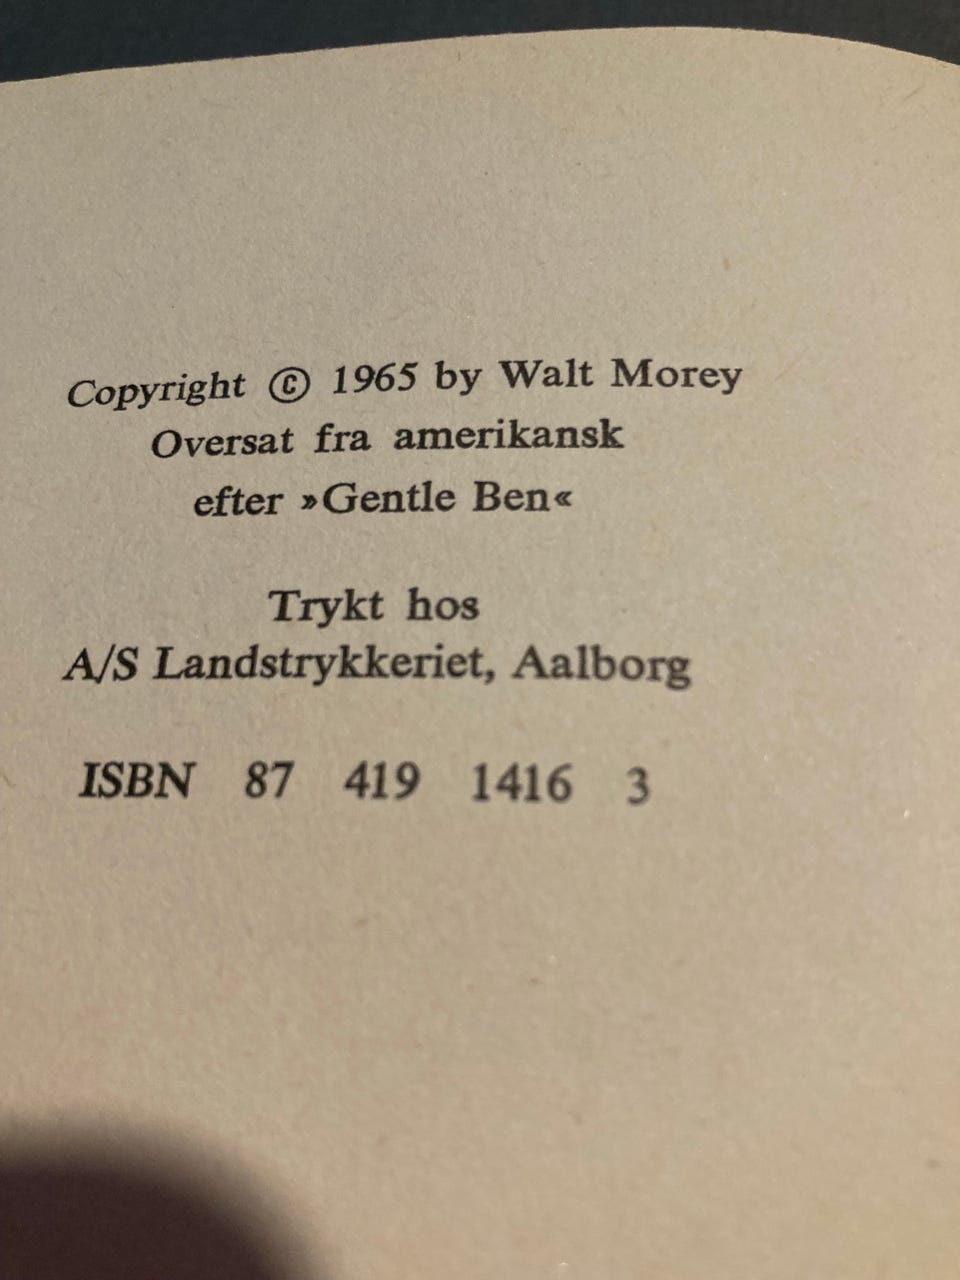 Copyright © 1965 by Walt Morey
Oversat fra amerikansk
efter »Gentle Ben«
Trykt hos
A/S Landstrykkeriet, Aalborg
ISBN 87 419 1416 3